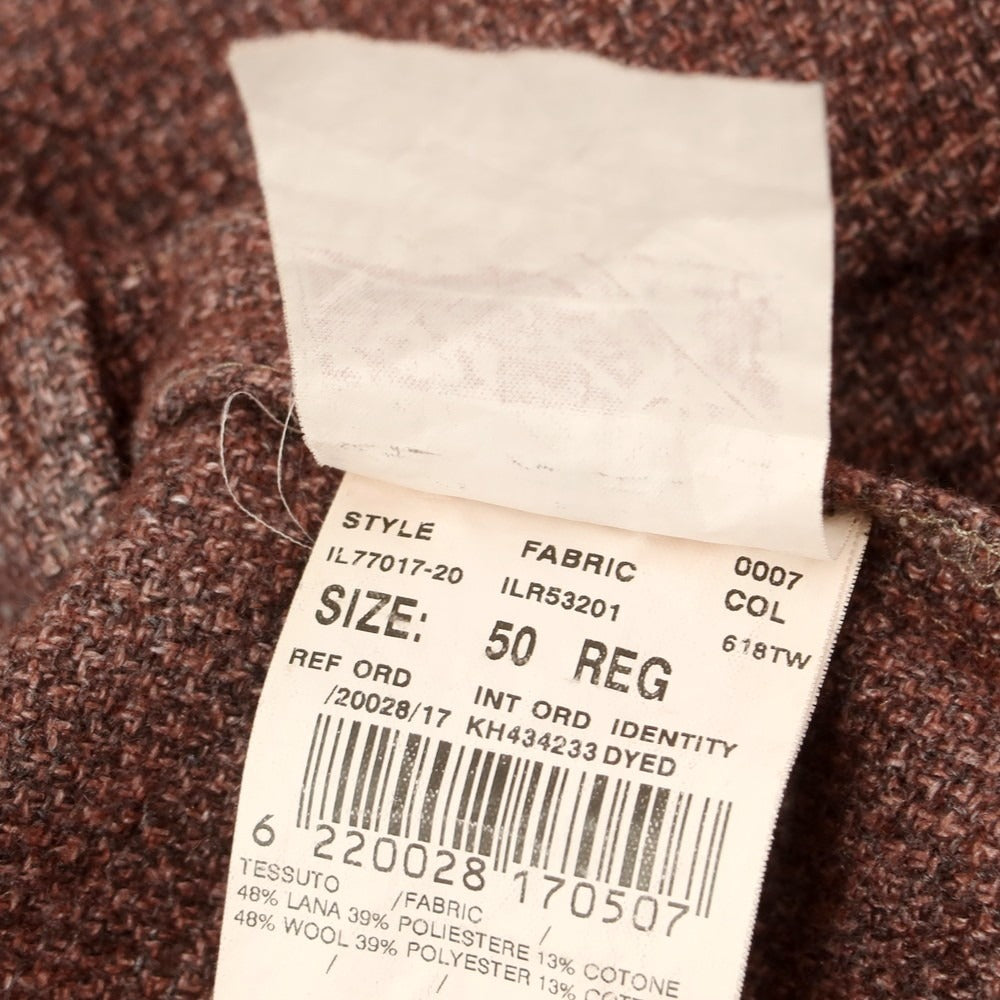 STYLE FABRIC 0007
IL77017-20 ILR53201 COL
SIZE: 50 REG 618TW
REF ORD INT ORD IDENTITY
/20028/17 KH434233 DYED
6 220028 170507
TESSUTO /FABRIC /
48% LANA 39% POLIESTERE 13% COTONE
48% WOOL 39% POLYESTER 13%
/ /